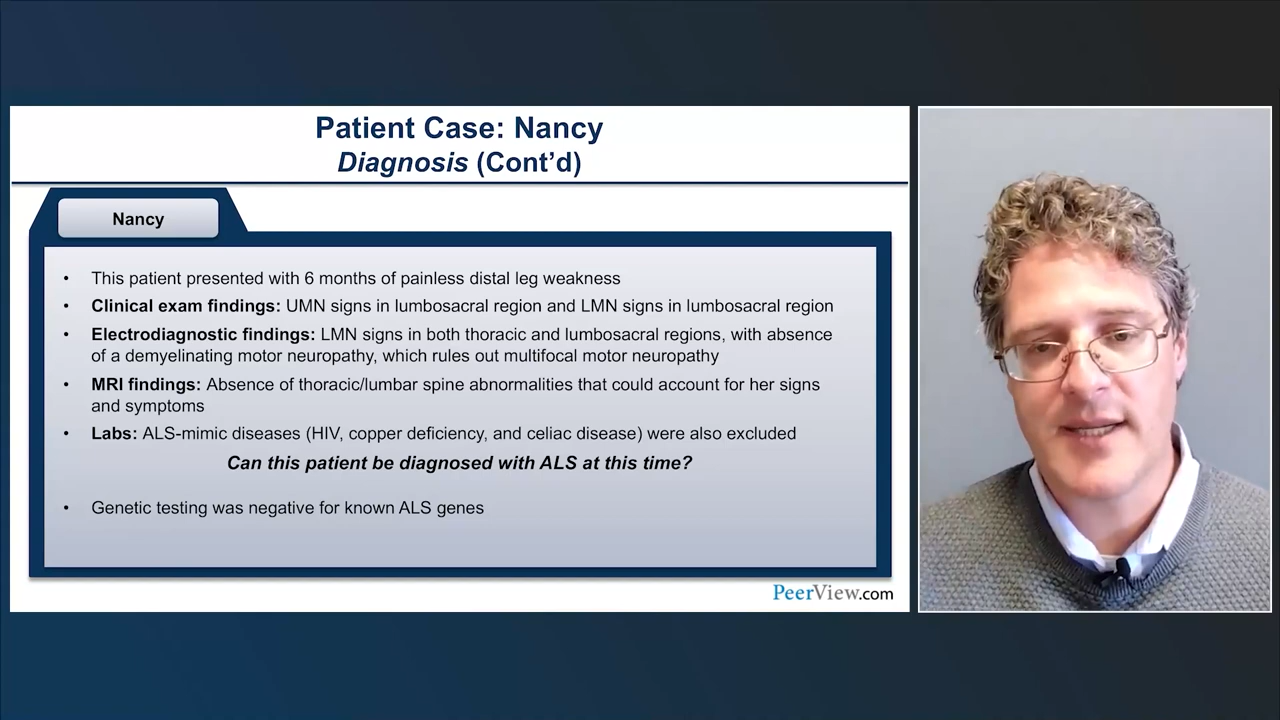 Patient Case: Nancy
Diagnosis (Cont’d)
Nancy
• This patient presented with 6 months of painless distal leg weakness
• Clinical exam findings: UMN signs in lumbosacral region and LMN signs in lumbosacral region
• Electrodiagnostic findings: LMN signs in both thoracic and lumbosacral regions, with absence
of a demyelinating motor neuropathy, which rules out multifocal motor neuropathy
• MRI findings: Absence of thoracic/lumbar spine abnormalities that could account for her signs
and symptoms
• Labs: ALS-mimic diseases (HIV, copper deficiency, and celiac disease) were also excluded
Can this patient be diagnosed with ALS at this time?
• Genetic testing was negative for known ALS genes
PeerView.com